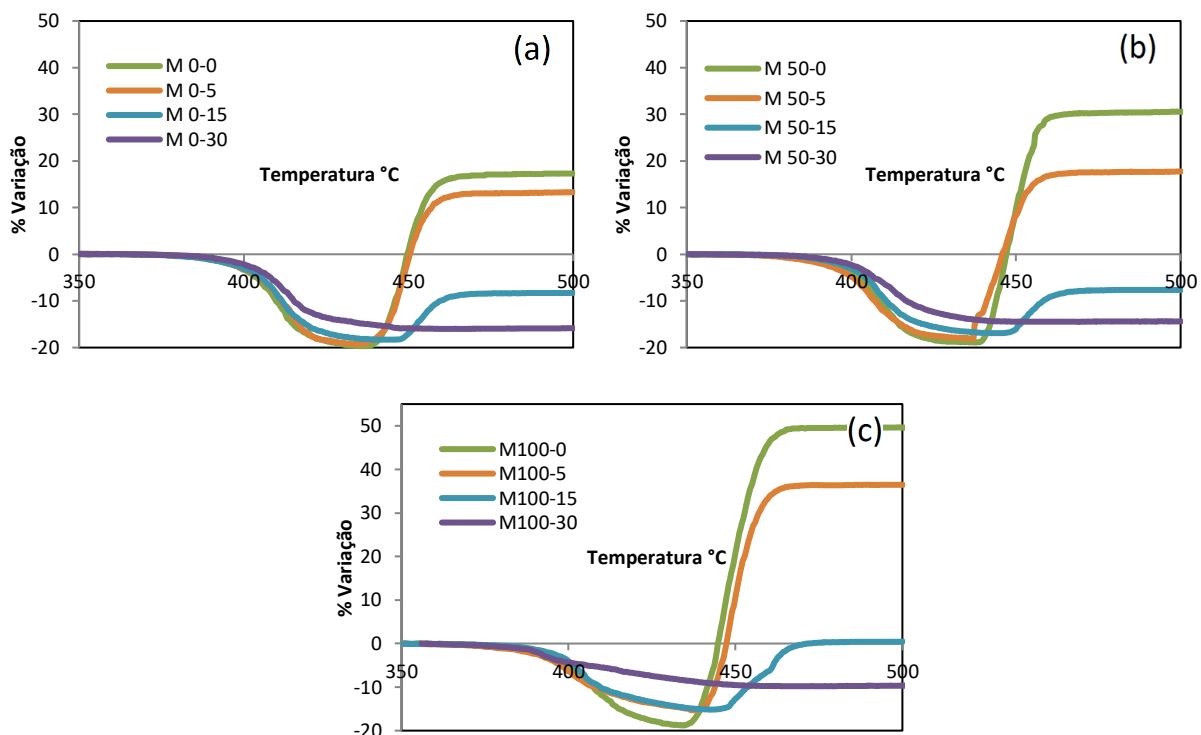 (a)
50
40
30
20
10
0
-10
-20
% Variação
M 0-0
M 0-5
M 0-15
M 0-30
Temperatura °C
350
400
450
500
(b)
50
40
30
20
10
0
-10
-20
% Variação
M 50-0
M 50-5
M 50-15
M 50-30
Temperatura °C
350
400
450
500
(c)
50
40
30
20
10
0
-10
-20
% Variação
M100-0
M100-5
M100-15
M100-30
Temperatura °C
350
400
450
500